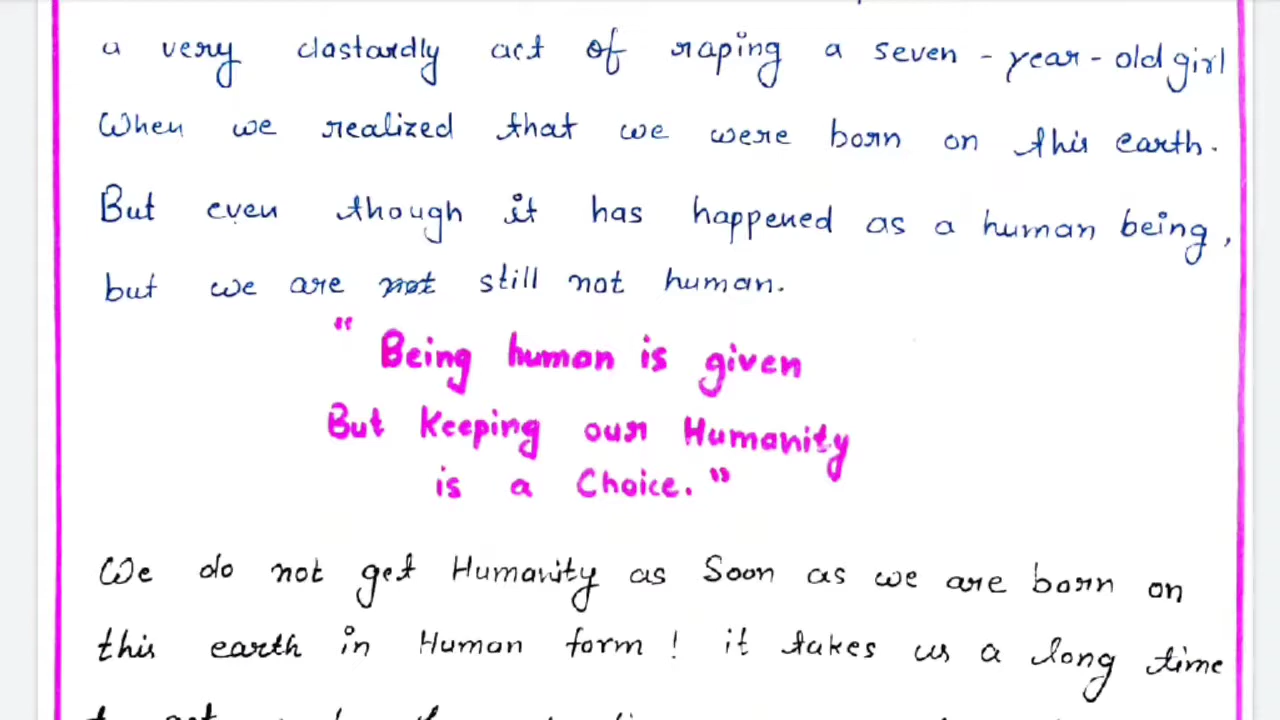 a very dastardly act of raping a seven - year - old girl
When we realized that we were born on this earth.
But even though it has happened as a human being,
but we are not still not human.
"Being human is given
But Keeping our Humanity
is a Choice."
We do not get Humanity as Soon as we are born on
this earth in Human form! it takes us a long time